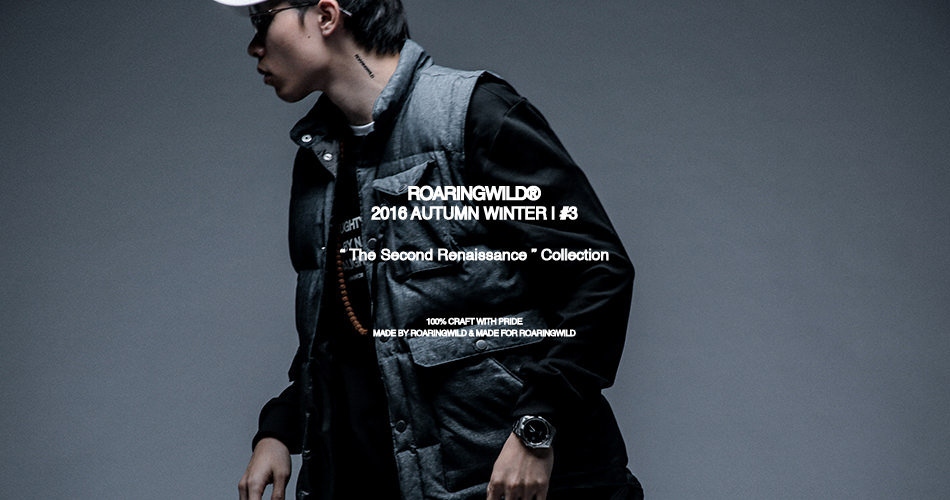 ROARINGWILD®
2016 AUTUMN WINTER | #3
“ The Second Renaissance ” Collection
100% CRAFT WITH PRIDE
MADE BY ROARINGWILD & MADE FOR ROARINGWILD